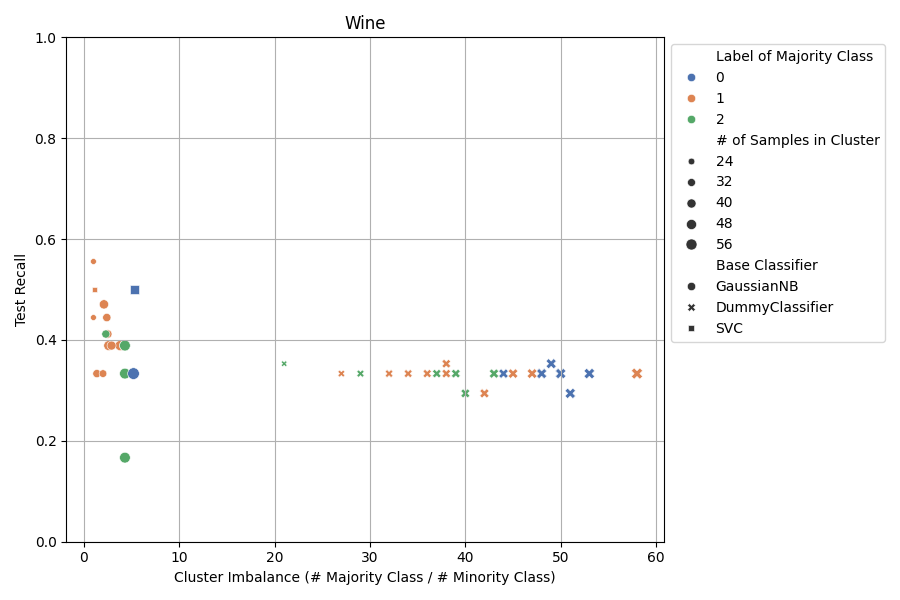 Wine
1.0
0.8
0.6
0.4
0.2
0.0
Test Recall
0 10 20 30 40 50 60
Cluster Imbalance (# Majority Class / # Minority Class)
Label of Majority Class
0
1
2
# of Samples in Cluster
24
32
40
48
56
Base Classifier
GaussianNB
DummyClassifier
SVC